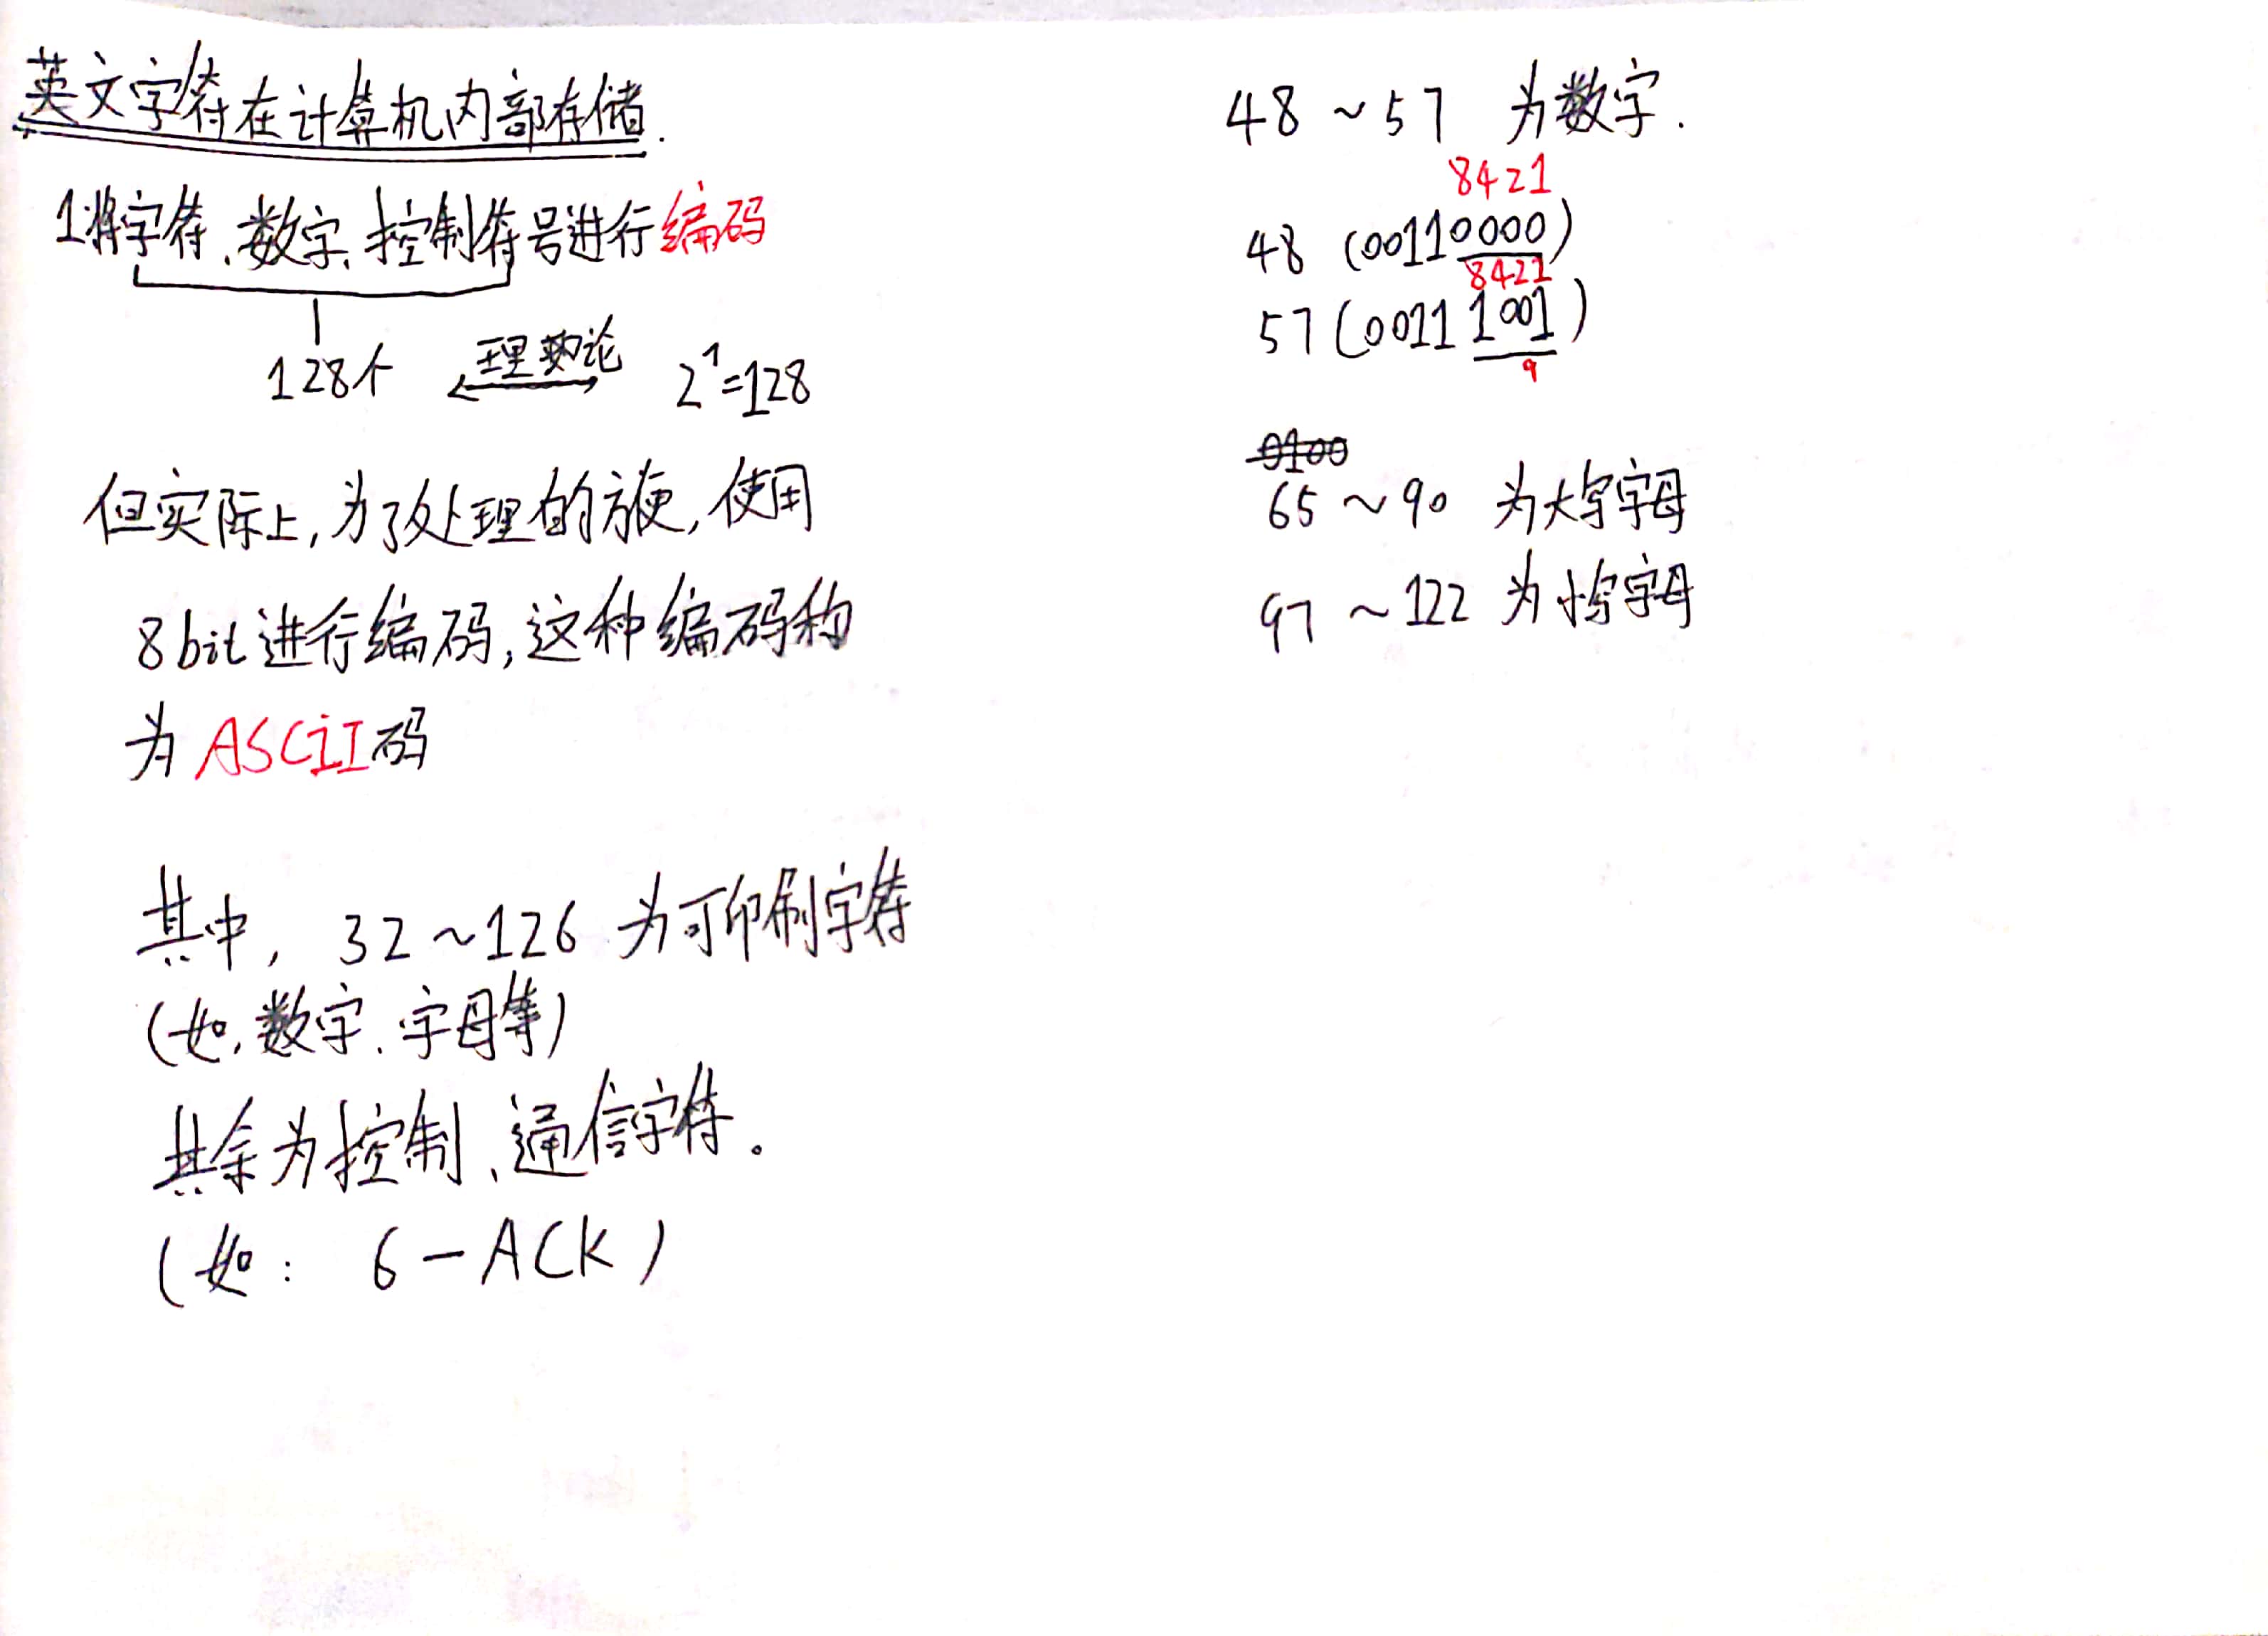 英文字符在计算机内部存储.
1.将字符、数字、控制符号进行编码
128个 理论 2^7=128
但实际上,为了处理的方便,使用
8bit进行编码,这种编码称
为ASCiI码
其中, 32~126 为可印刷字符
(如,数字、字母等)
其余为控制、通信字符。
(如: 6-ACK)
48~57 为数字.
8421
48 (00110000)
8421
57 (00111001)
9
0100
65~90 为大写字母
97~122 为小写字母